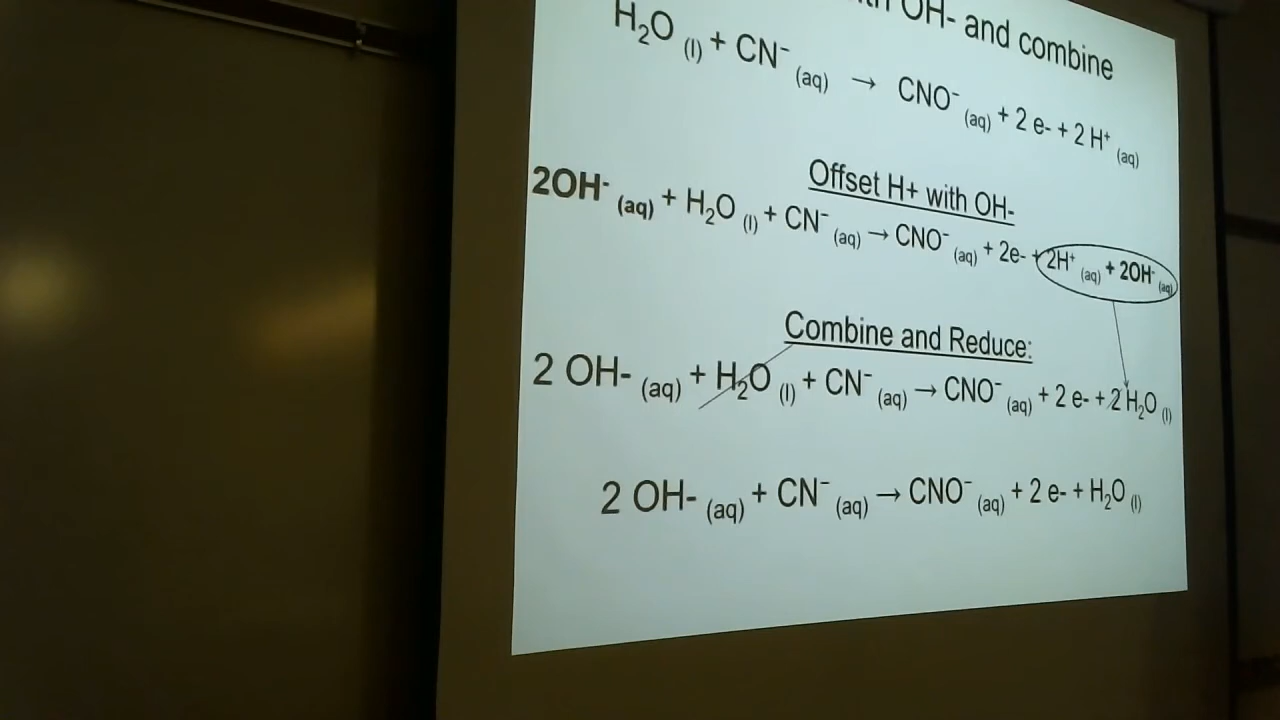 OH- and combine
H₂O (l) + CN⁻ (aq) → CNO⁻ (aq) + 2 e- + 2 H⁺ (aq)
Offset H+ with OH-
2OH- (aq) + H₂O (l) + CN⁻ (aq) → CNO⁻ (aq) + 2e- + 2H⁺ (aq) + 2OH- (aq)
Combine and Reduce:
2 OH- (aq) + H₂O (l) + CN⁻ (aq) → CNO⁻ (aq) + 2 e- + 2 H₂O (l)
2 OH- (aq) + CN⁻ (aq) → CNO⁻ (aq) + 2 e- + H₂O (l)